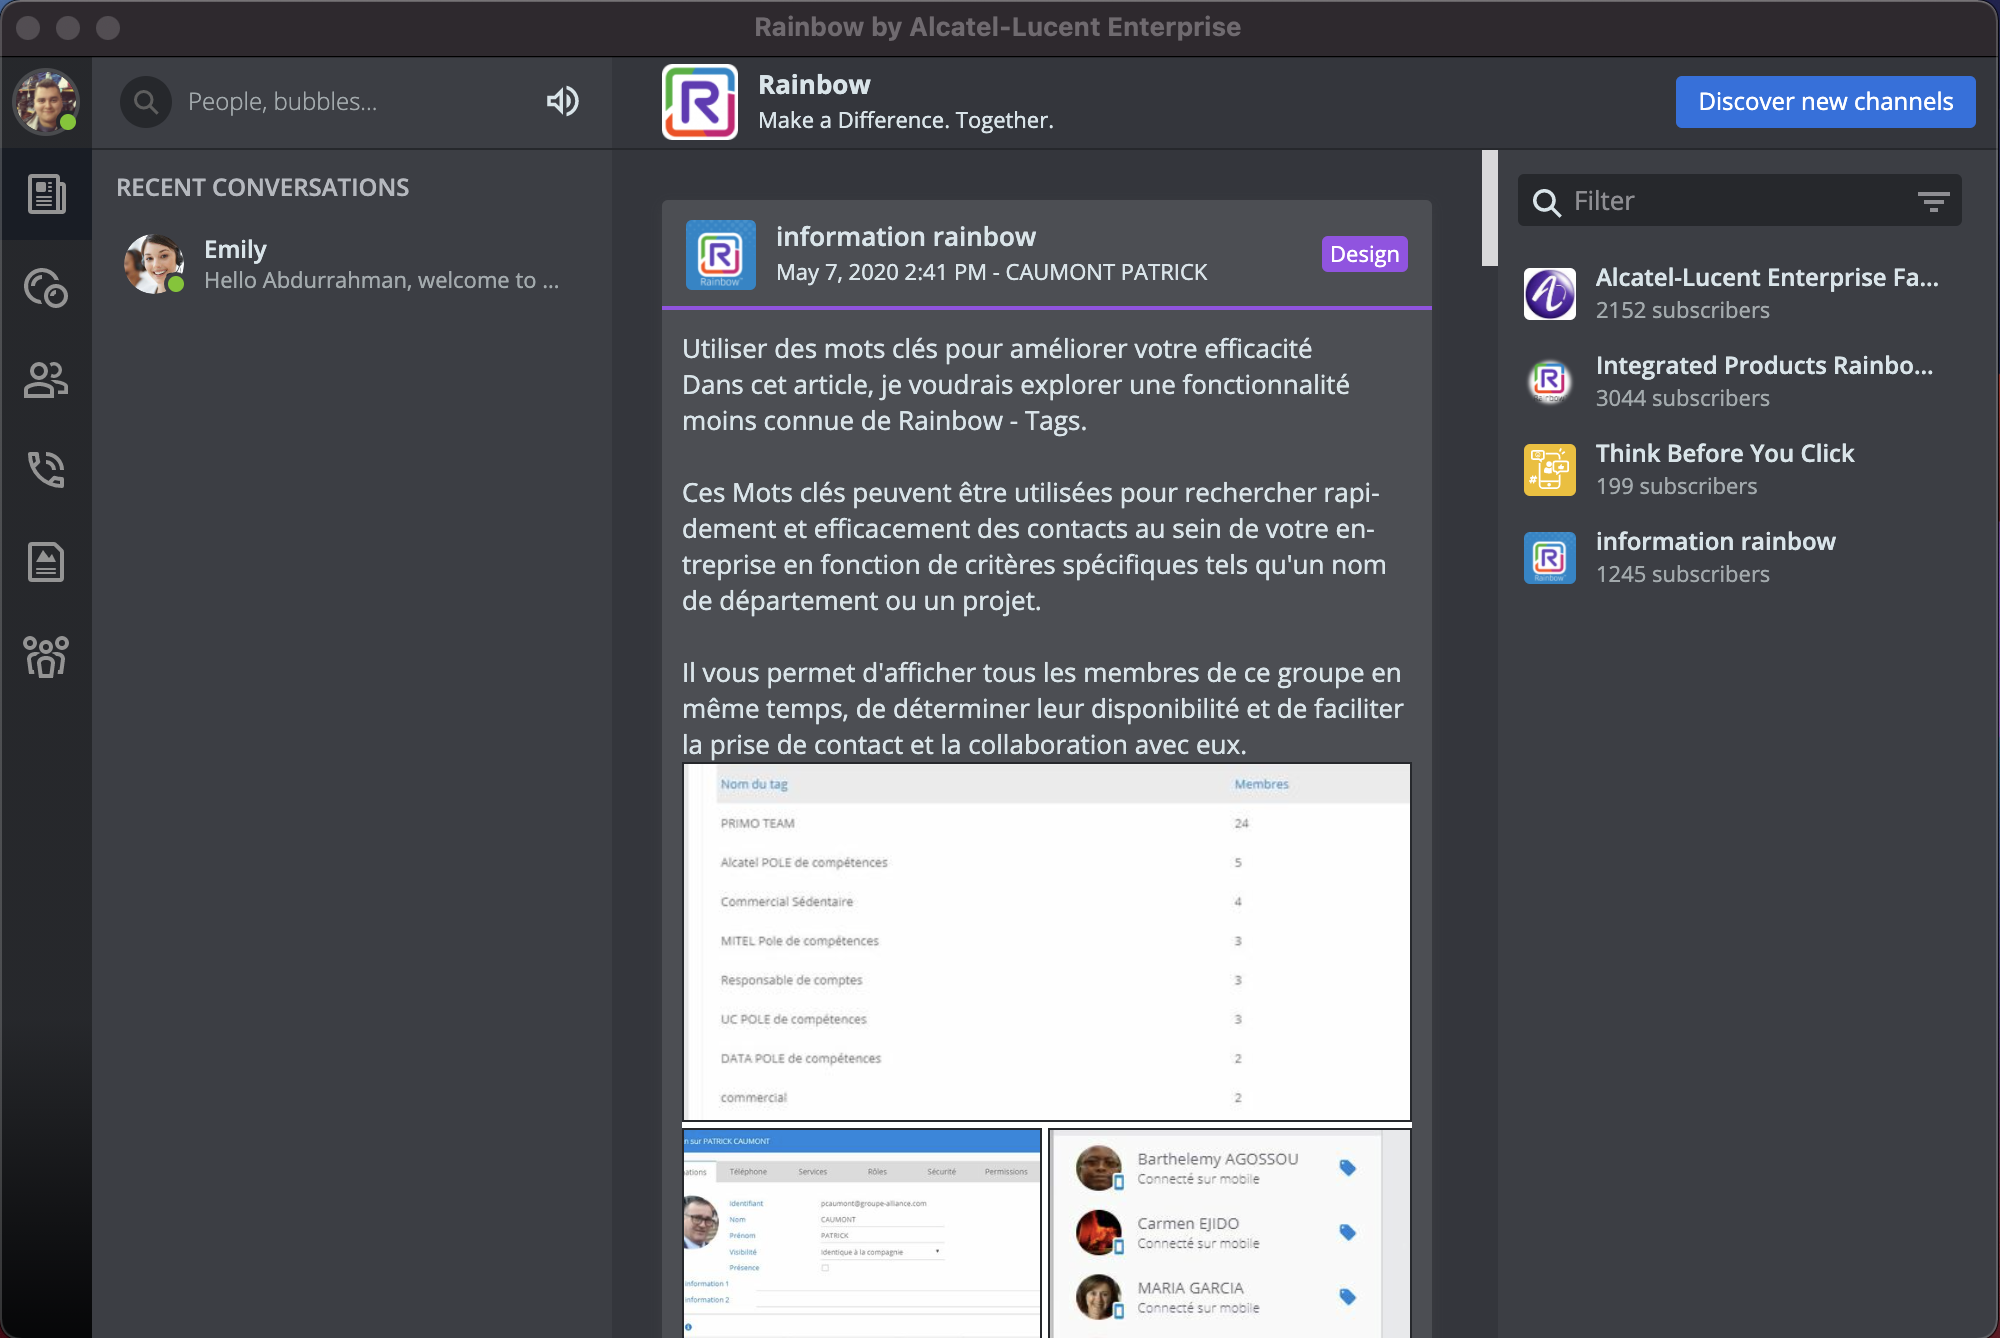 Rainbow by Alcatel-Lucent Enterprise
People, bubbles...
Rainbow
Make a Difference. Together.
Discover new channels
RECENT CONVERSATIONS
Emily
Hello Abdurrahman, welcome to ...
information rainbow
May 7, 2020 2:41 PM - CAUMONT PATRICK
Design
Rainbow
Utiliser des mots clés pour améliorer votre efficacité
Dans cet article, je voudrais explorer une fonctionnalité
moins connue de Rainbow - Tags.
Ces Mots clés peuvent être utilisées pour rechercher rapi-
dement et efficacement des contacts au sein de votre en-
treprise en fonction de critères spécifiques tels qu'un nom
de département ou un projet.
Il vous permet d'afficher tous les membres de ce groupe en
même temps, de déterminer leur disponibilité et de faciliter
la prise de contact et la collaboration avec eux.
Nom du tag Membres
PRIMO TEAM 24
Alcatel POLE de compétences 5
Commercial Sédentaire 4
MITEL Pole de compétences 3
Responsable de comptes 3
UC POLE de compétences 3
DATA POLE de compétences 2
commercial 2
n sur PATRICK CAUMONT
ations Téléphone Services Rôles Sécurité Permissions
Identifiant pcaumont@groupe-alliance.com
Nom CAUMONT
Prénom PATRICK
Visibilité Identique à la compagnie
Présence
information 1
information 2
Barthelemy AGOSSOU
Connecté sur mobile
Carmen EJIDO
Connecté sur mobile
MARIA GARCIA
Connecté sur mobile
Filter
Alcatel-Lucent Enterprise Fa...
2152 subscribers
Integrated Products Rainbo...
3044 subscribers
Think Before You Click
199 subscribers
information rainbow
1245 subscribers
Rainbow